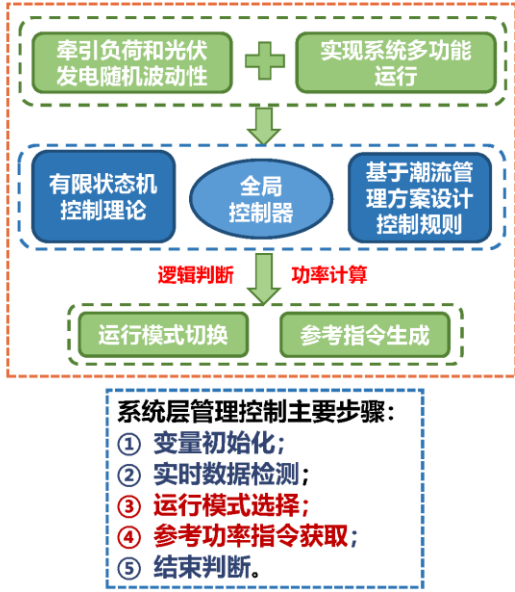 牵引负荷和光伏
发电随机波动性
实现系统多功能
运行
有限状态机
控制理论
全局
控制器
基于潮流管
理方案设计
控制规则
逻辑判断 功率计算
运行模式切换 参考指令生成
系统层管理控制主要步骤：
① 变量初始化；
② 实时数据检测；
③ 运行模式选择；
④ 参考功率指令获取；
⑤ 结束判断。